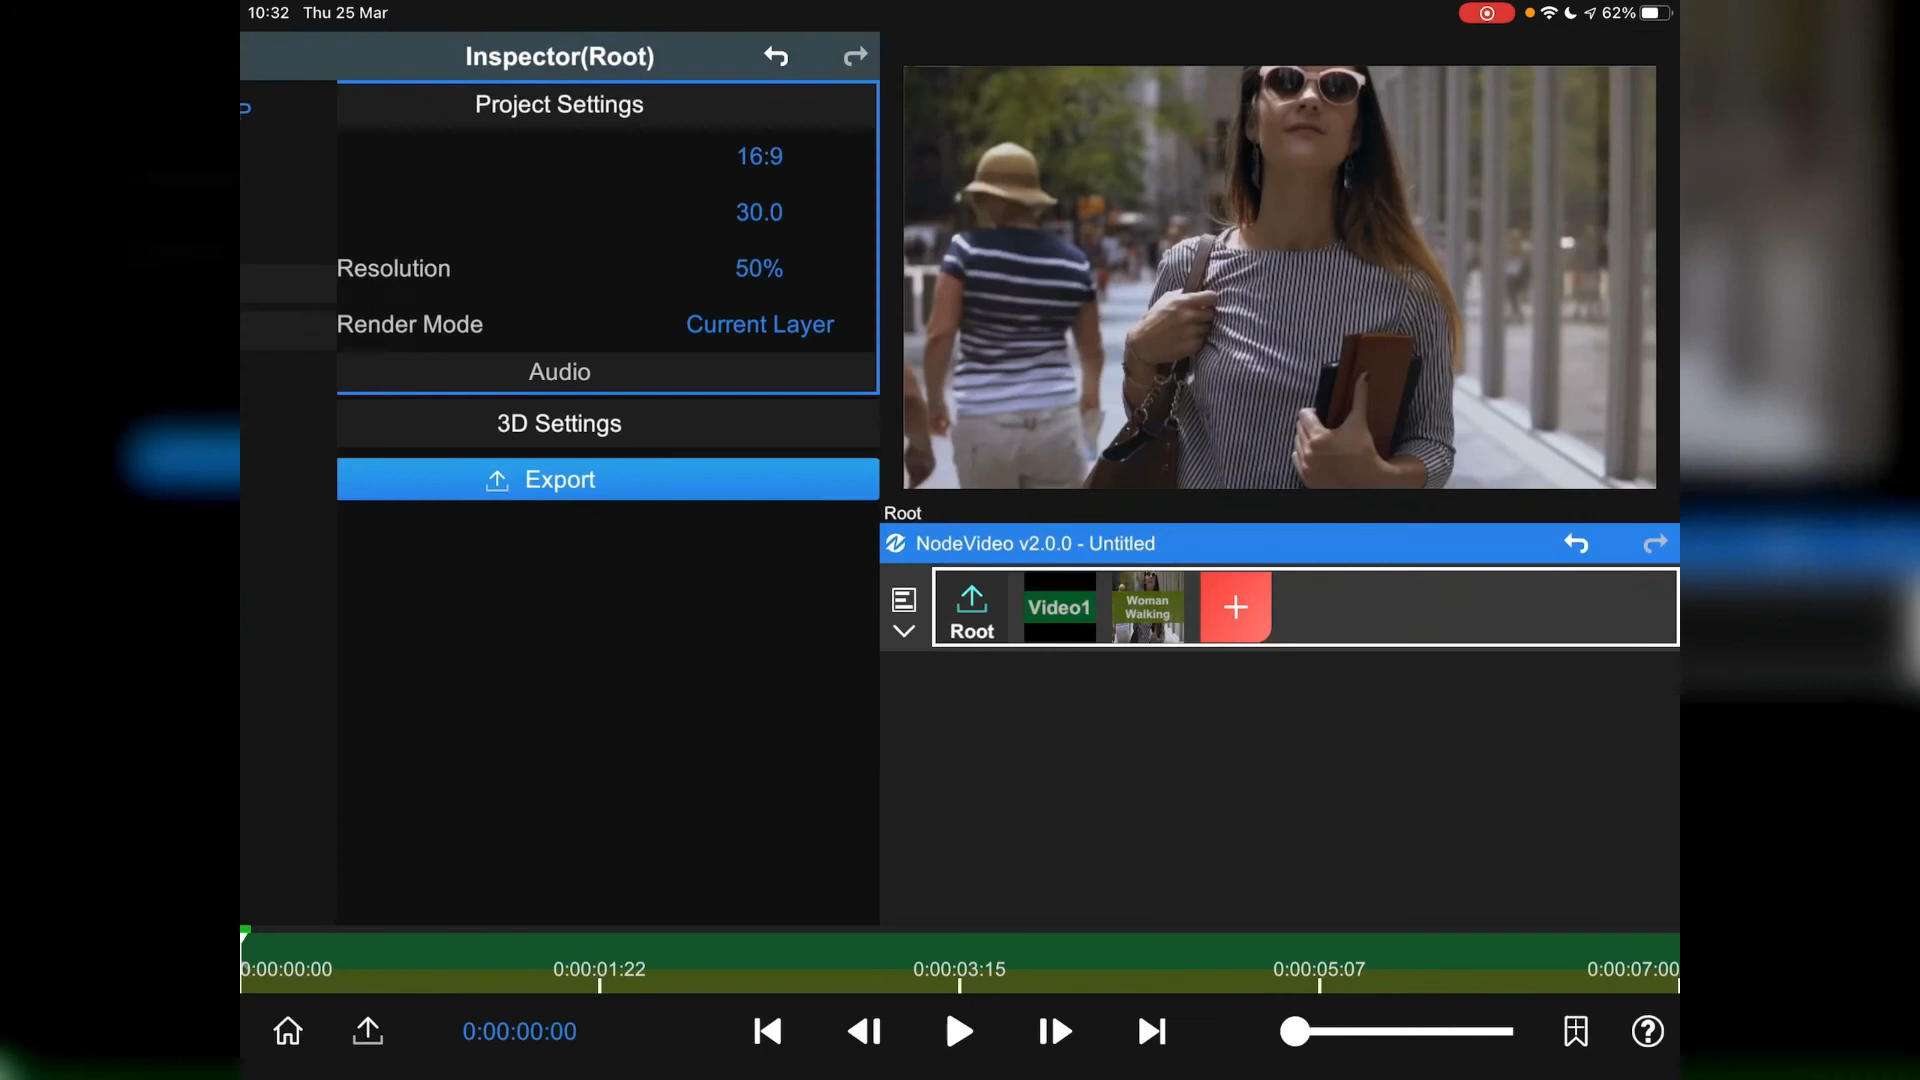 10:32 Thu 25 Mar
62%
Inspector(Root)
Project Settings
16:9
30.0
Resolution 50%
Render Mode Current Layer
Audio
3D Settings
Export
Root
NodeVideo v2.0.0 - Untitled
Root
Video1
Woman
Walking
0:00:00:00
0:00:01:22
0:00:03:15
0:00:05:07
0:00:07:00
0:00:00:00